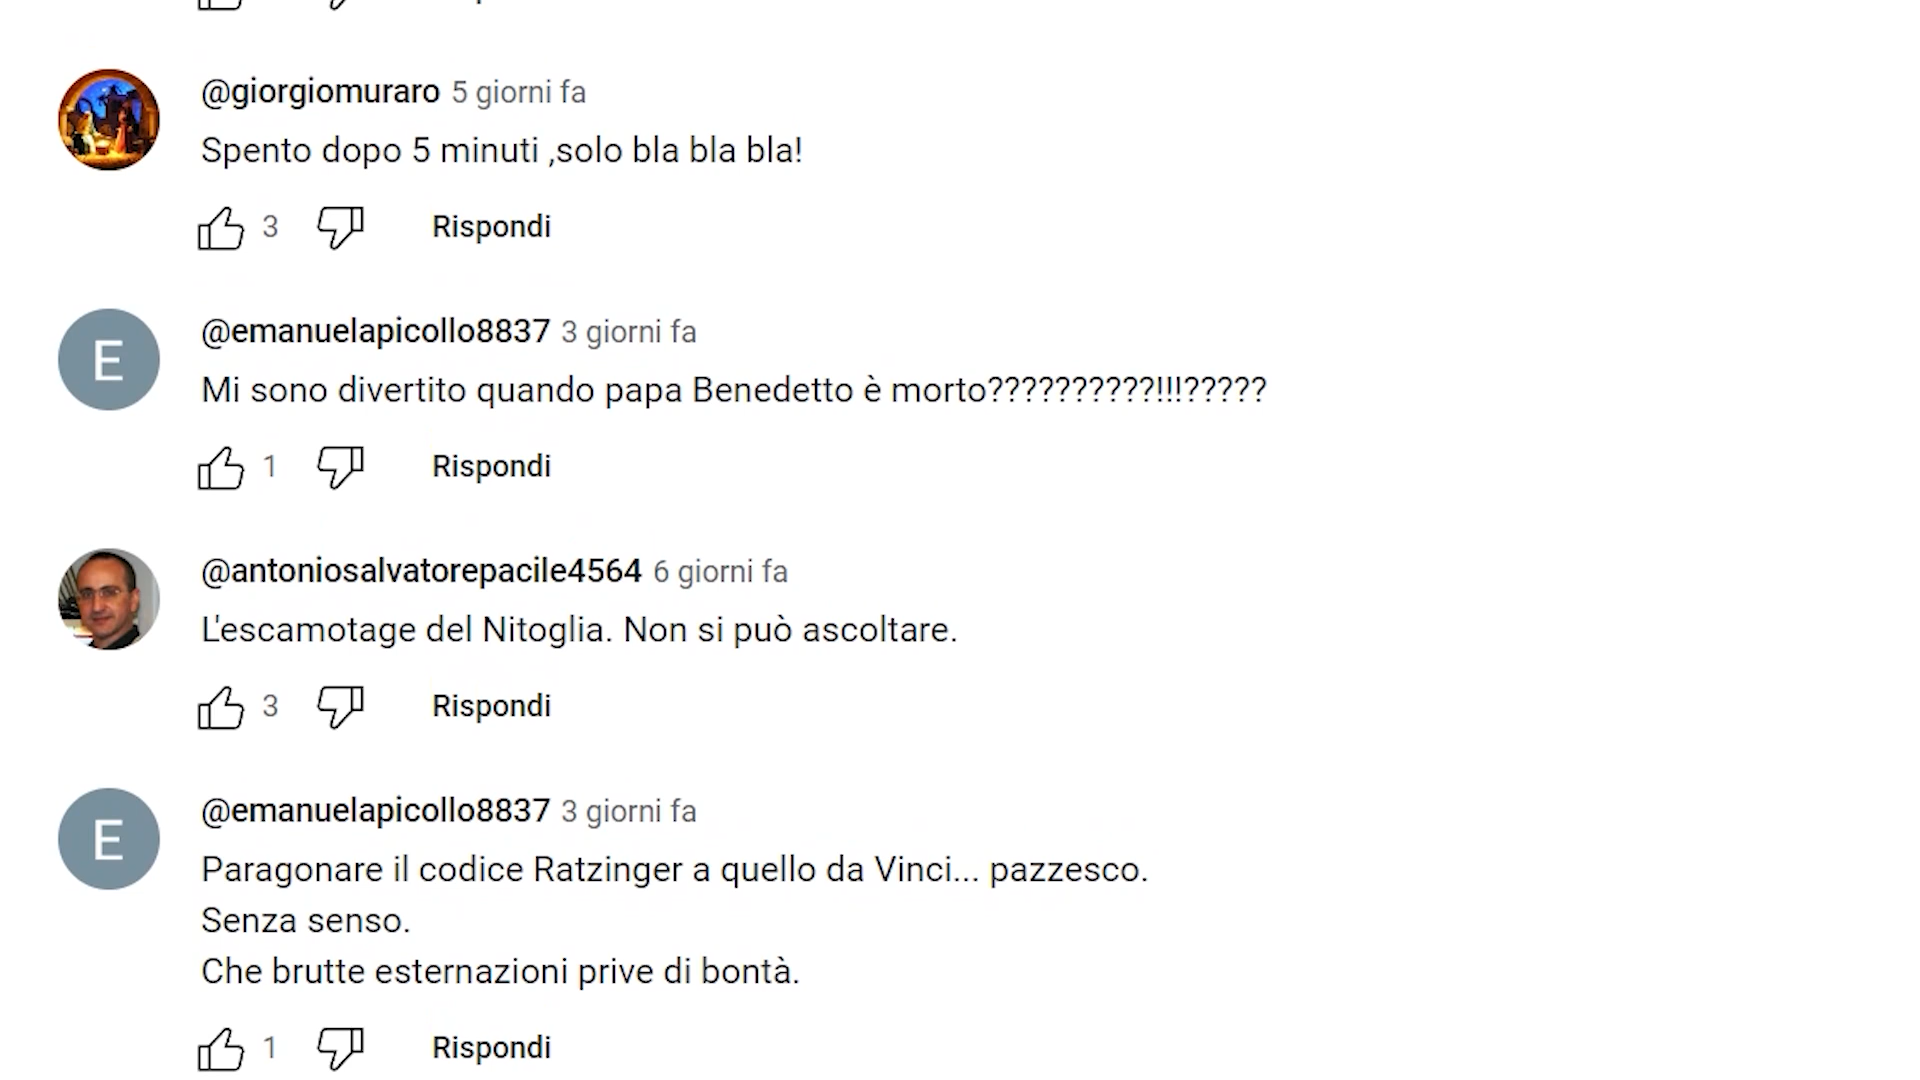 @giorgiomuraro 5 giorni fa
Spento dopo 5 minuti ,solo bla bla bla!
3 Rispondi
E
@emanuelapicollo8837 3 giorni fa
Mi sono divertito quando papa Benedetto è morto??????????!!!?????
1 Rispondi
@antoniosalvatorepacile4564 6 giorni fa
L'escamotage del Nitoglia. Non si può ascoltare.
3 Rispondi
E
@emanuelapicollo8837 3 giorni fa
Paragonare il codice Ratzinger a quello da Vinci... pazzesco.
Senza senso.
Che brutte esternazioni prive di bontà.
1 Rispondi